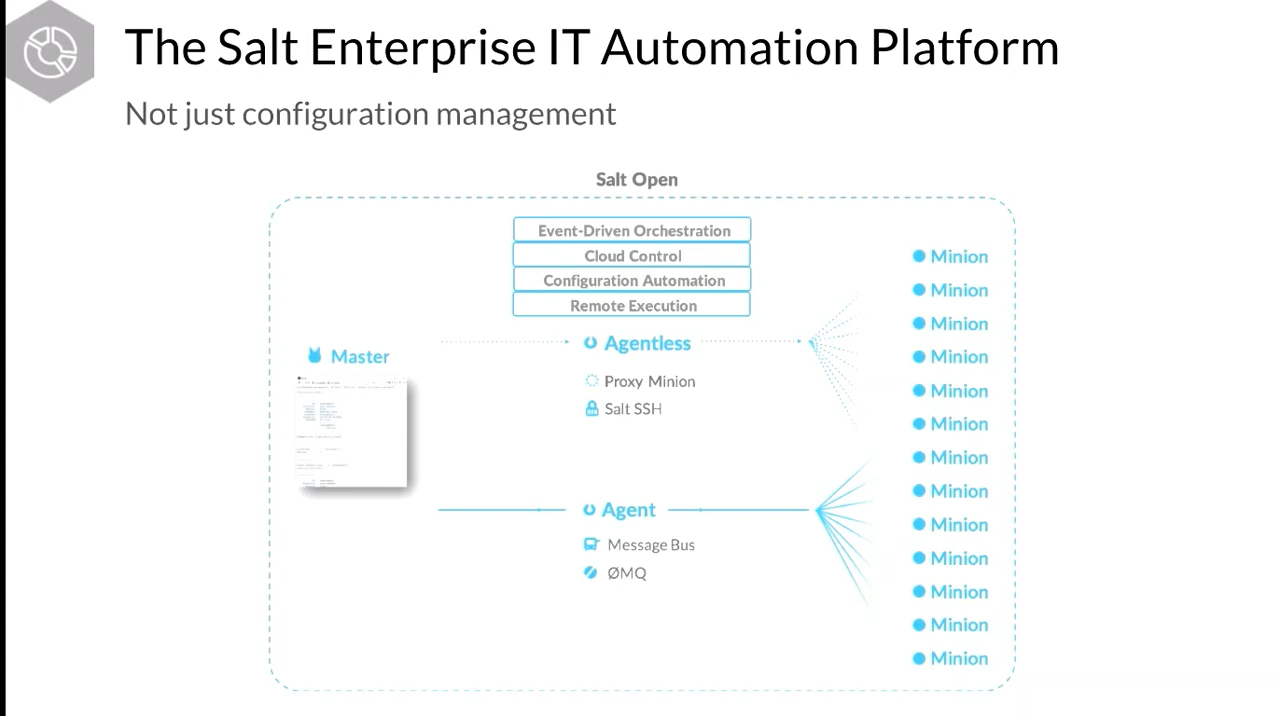 The Salt Enterprise IT Automation Platform
Not just configuration management
Salt Open
Event-Driven Orchestration
Cloud Control
Configuration Automation
Remote Execution
Master
Agentless
Proxy Minion
Salt SSH
Agent
Message Bus
ØMQ
Minion
Minion
Minion
Minion
Minion
Minion
Minion
Minion
Minion
Minion
Minion
Minion
Minion